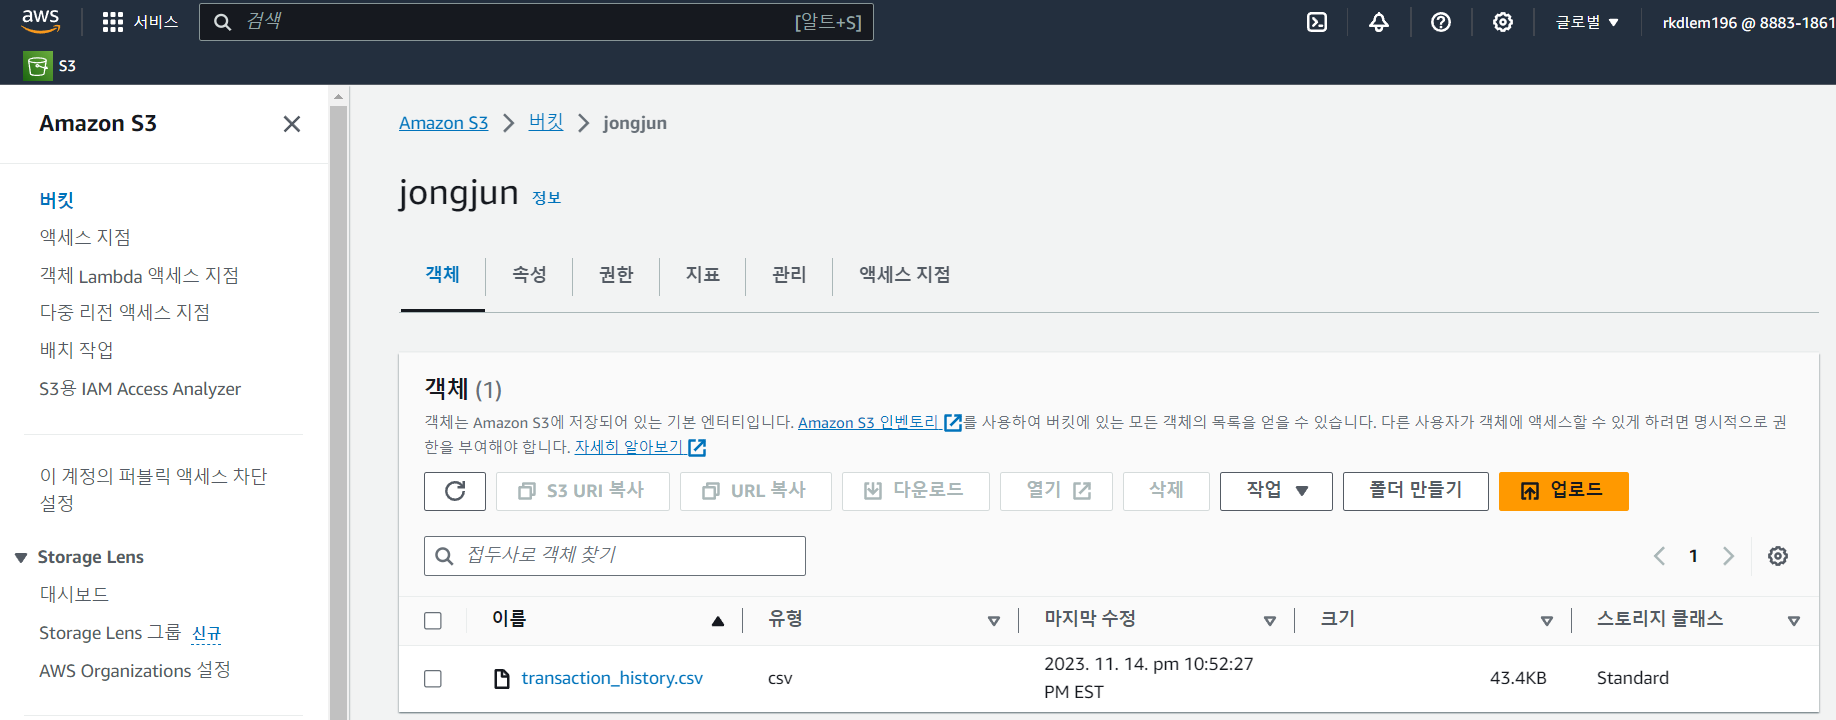 aws
서비스
검색
[알트+S]
글로벌
rkdlem196 @ 8883-1861
S3
Amazon S3
버킷
액세스 지점
객체 Lambda 액세스 지점
다중 리전 액세스 지점
배치 작업
S3용 IAM Access Analyzer
이 계정의 퍼블릭 액세스 차단
설정
Storage Lens
대시보드
Storage Lens 그룹 신규
AWS Organizations 설정
Amazon S3 > 버킷 > jongjun
jongjun 정보
객체 속성 권한 지표 관리 액세스 지점
객체 (1)
객체는 Amazon S3에 저장되어 있는 기본 엔터티입니다. Amazon S3 인벤토리 를 사용하여 버킷에 있는 모든 객체의 목록을 얻을 수 있습니다. 다른 사용자가 객체에 액세스할 수 있게 하려면 명시적으로 권
한을 부여해야 합니다. 자세히 알아보기
S3 URI 복사 URL 복사 다운로드 열기 삭제 작업 폴더 만들기 업로드
접두사로 객체 찾기
1
이름 유형 마지막 수정 크기 스토리지 클래스
transaction_history.csv csv 2023. 11. 14. pm 10:52:27
PM EST
43.4KB Standard